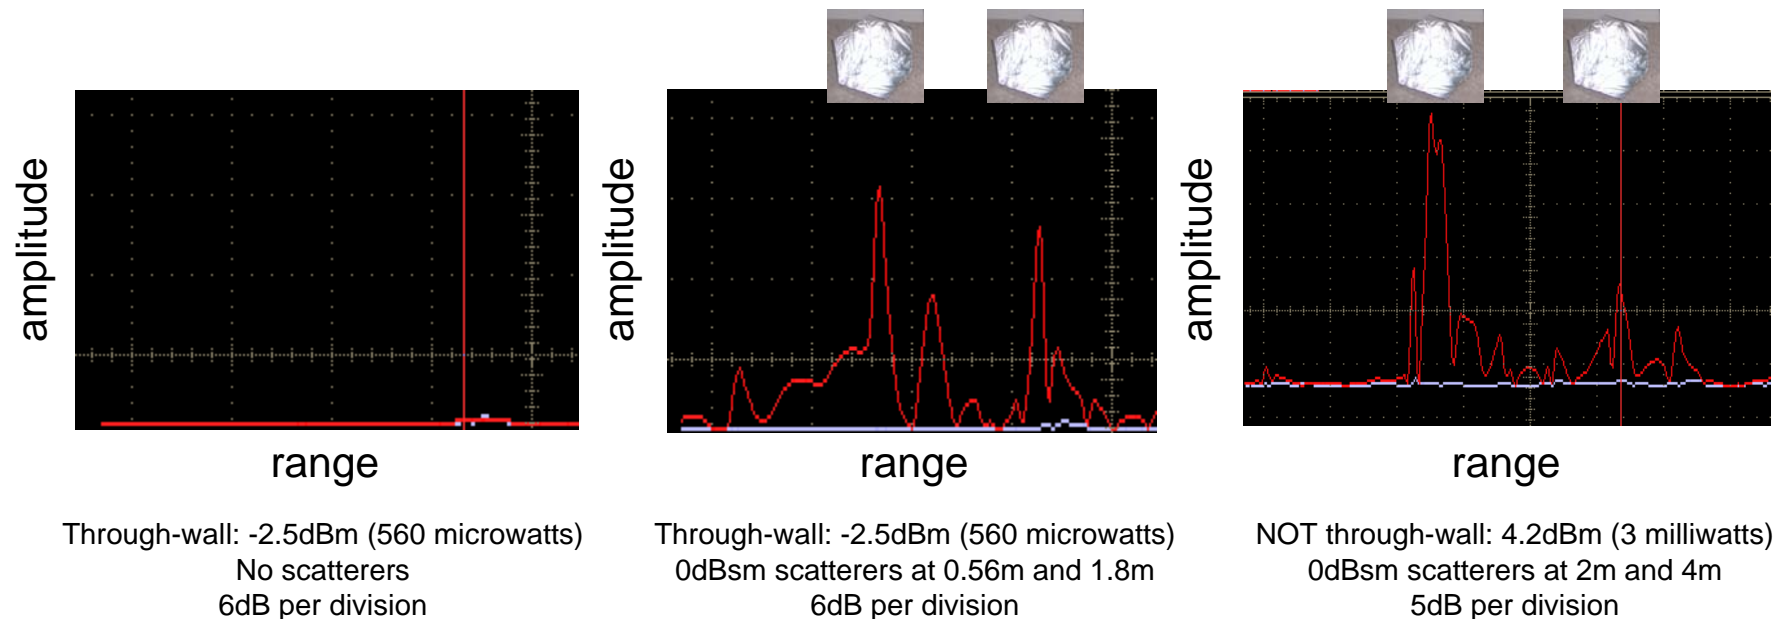 amplitude
range
Through-wall: -2.5dBm (560 microwatts)
No scatterers
6dB per division
amplitude
range
Through-wall: -2.5dBm (560 microwatts)
0dBsm scatterers at 0.56m and 1.8m
6dB per division
amplitude
range
NOT through-wall: 4.2dBm (3 milliwatts)
0dBsm scatterers at 2m and 4m
5dB per division